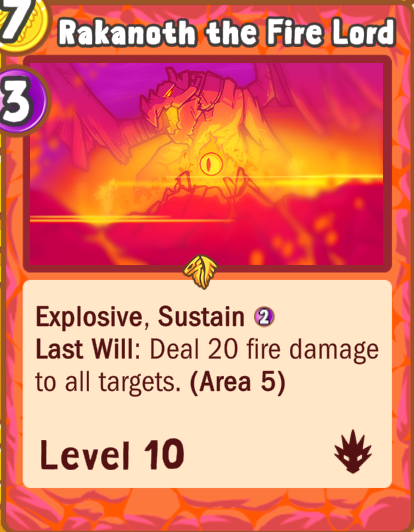 7
Rakanoth the Fire Lord
3
Explosive, Sustain 2
Last Will: Deal 20 fire damage
to all targets. (Area 5)
Level 10